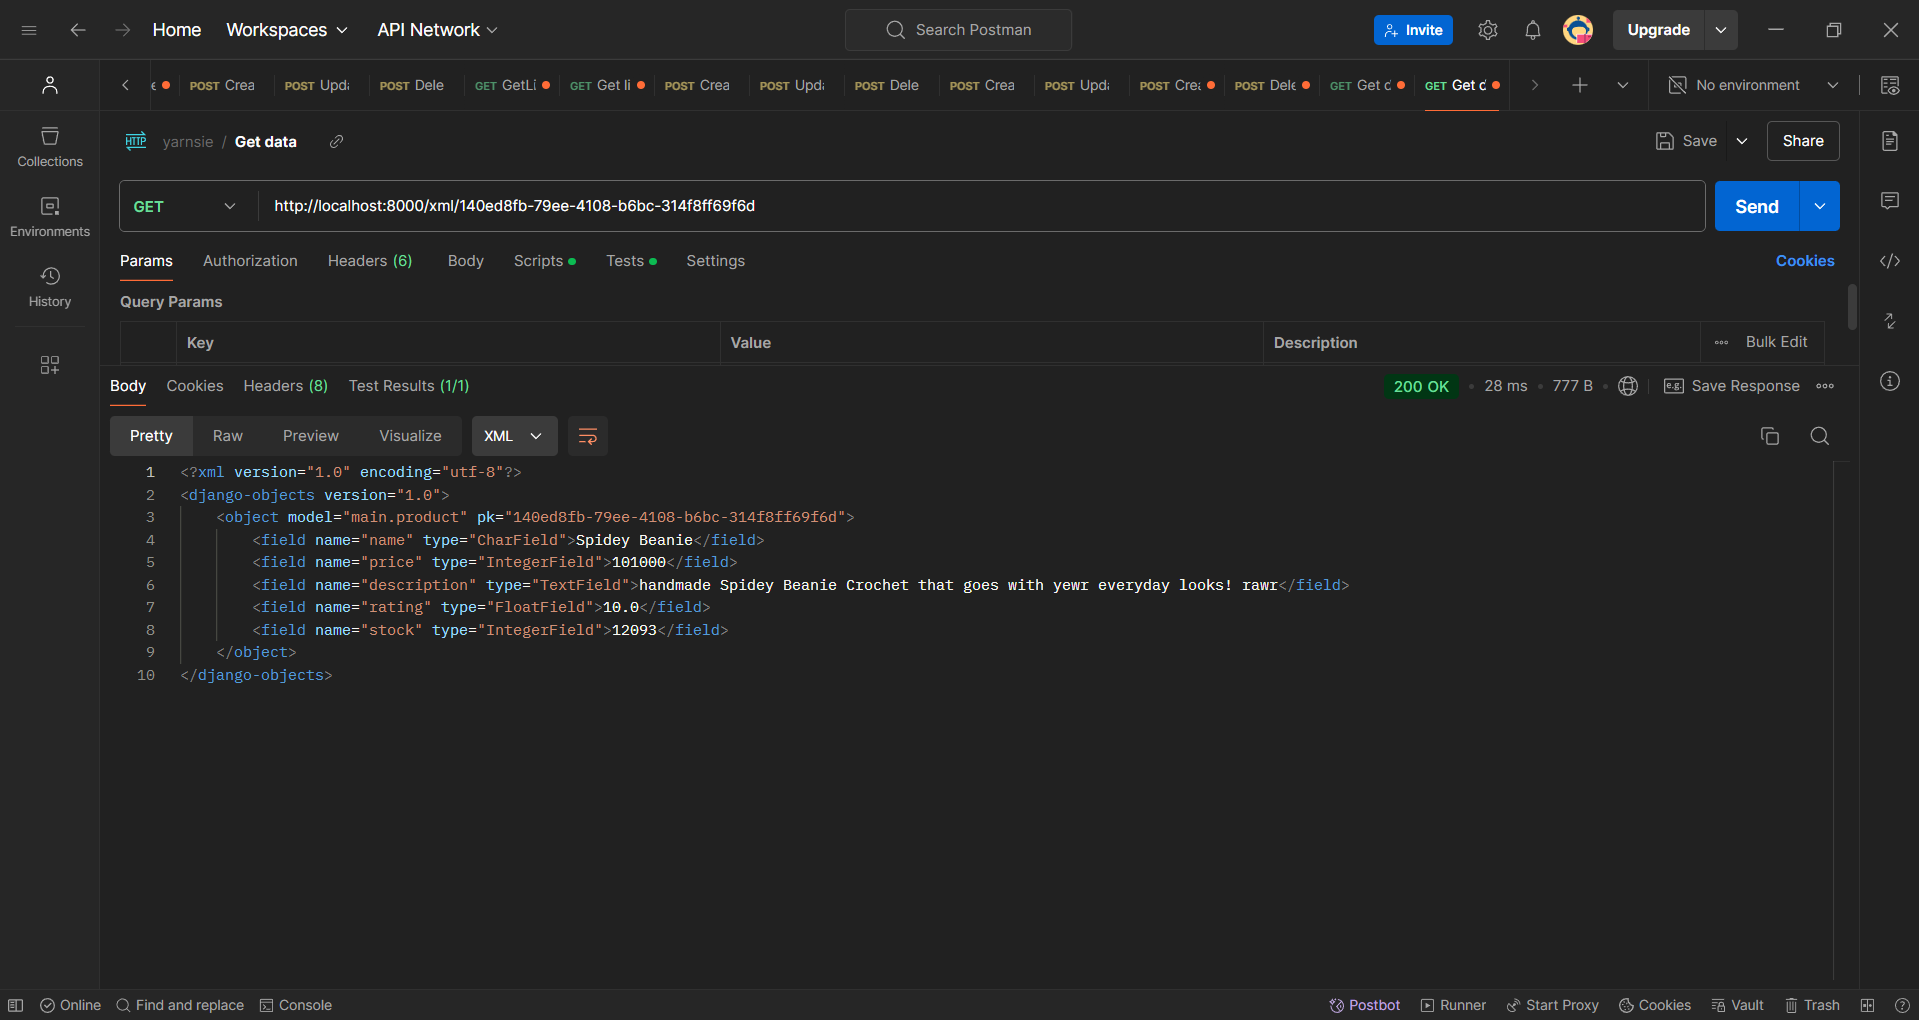 Home Workspaces API Network Search Postman Invite Upgrade
POST Crea POST Upd POST Dele GET GetLi GET Get li POST Crea POST Upd POST Dele POST Crea POST Upd POST Cre POST Dele GET Get d GET Get d No environment
HTTP yarnsie / Get data Save Share
Collections
GET http://localhost:8000/xml/140ed8fb-79ee-4108-b6bc-314f8ff69f6d Send
Environments
Params Authorization Headers (6) Body Scripts Tests Settings Cookies
History
Query Params
Key Value Description Bulk Edit
Body Cookies Headers (8) Test Results (1/1) 200 OK 28 ms 777 B e.g. Save Response
Pretty Raw Preview Visualize XML
1 <?xml version="1.0" encoding="utf-8"?>
2 <django-objects version="1.0">
3 <object model="main.product" pk="140ed8fb-79ee-4108-b6bc-314f8ff69f6d">
4 <field name="name" type="CharField">Spidey Beanie</field>
5 <field name="price" type="IntegerField">101000</field>
6 <field name="description" type="TextField">handmade Spidey Beanie Crochet that goes with yewr everyday looks! rawr</field>
7 <field name="rating" type="FloatField">10.0</field>
8 <field name="stock" type="IntegerField">12093</field>
9 </object>
10 </django-objects>
Online Find and replace Console Postbot Runner Start Proxy Cookies Vault Trash